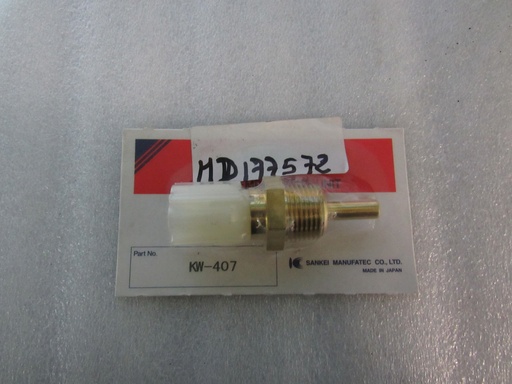 MD177572
Part No.
KW-407
SANKEI MANUFATEC CO., LTD.
MADE IN JAPAN